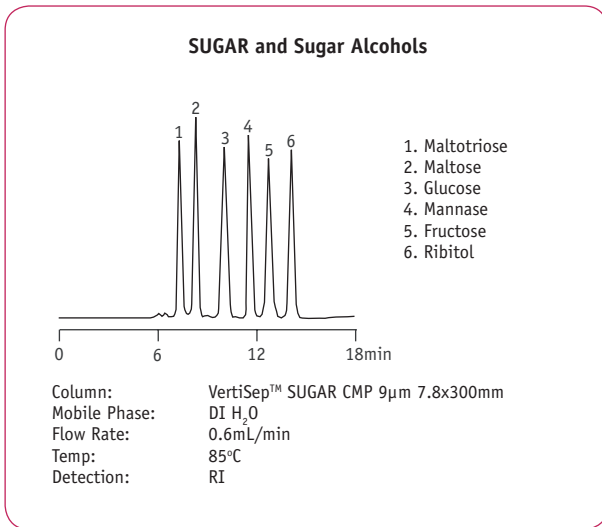 SUGAR and Sugar Alcohols
1 2 3 4 5 6
1. Maltotriose
2. Maltose
3. Glucose
4. Mannase
5. Fructose
6. Ribitol
0 6 12 18min
Column: VertiSep™ SUGAR CMP 9µm 7.8x300mm
Mobile Phase: DI H₂O
Flow Rate: 0.6mL/min
Temp: 85°C
Detection: RI